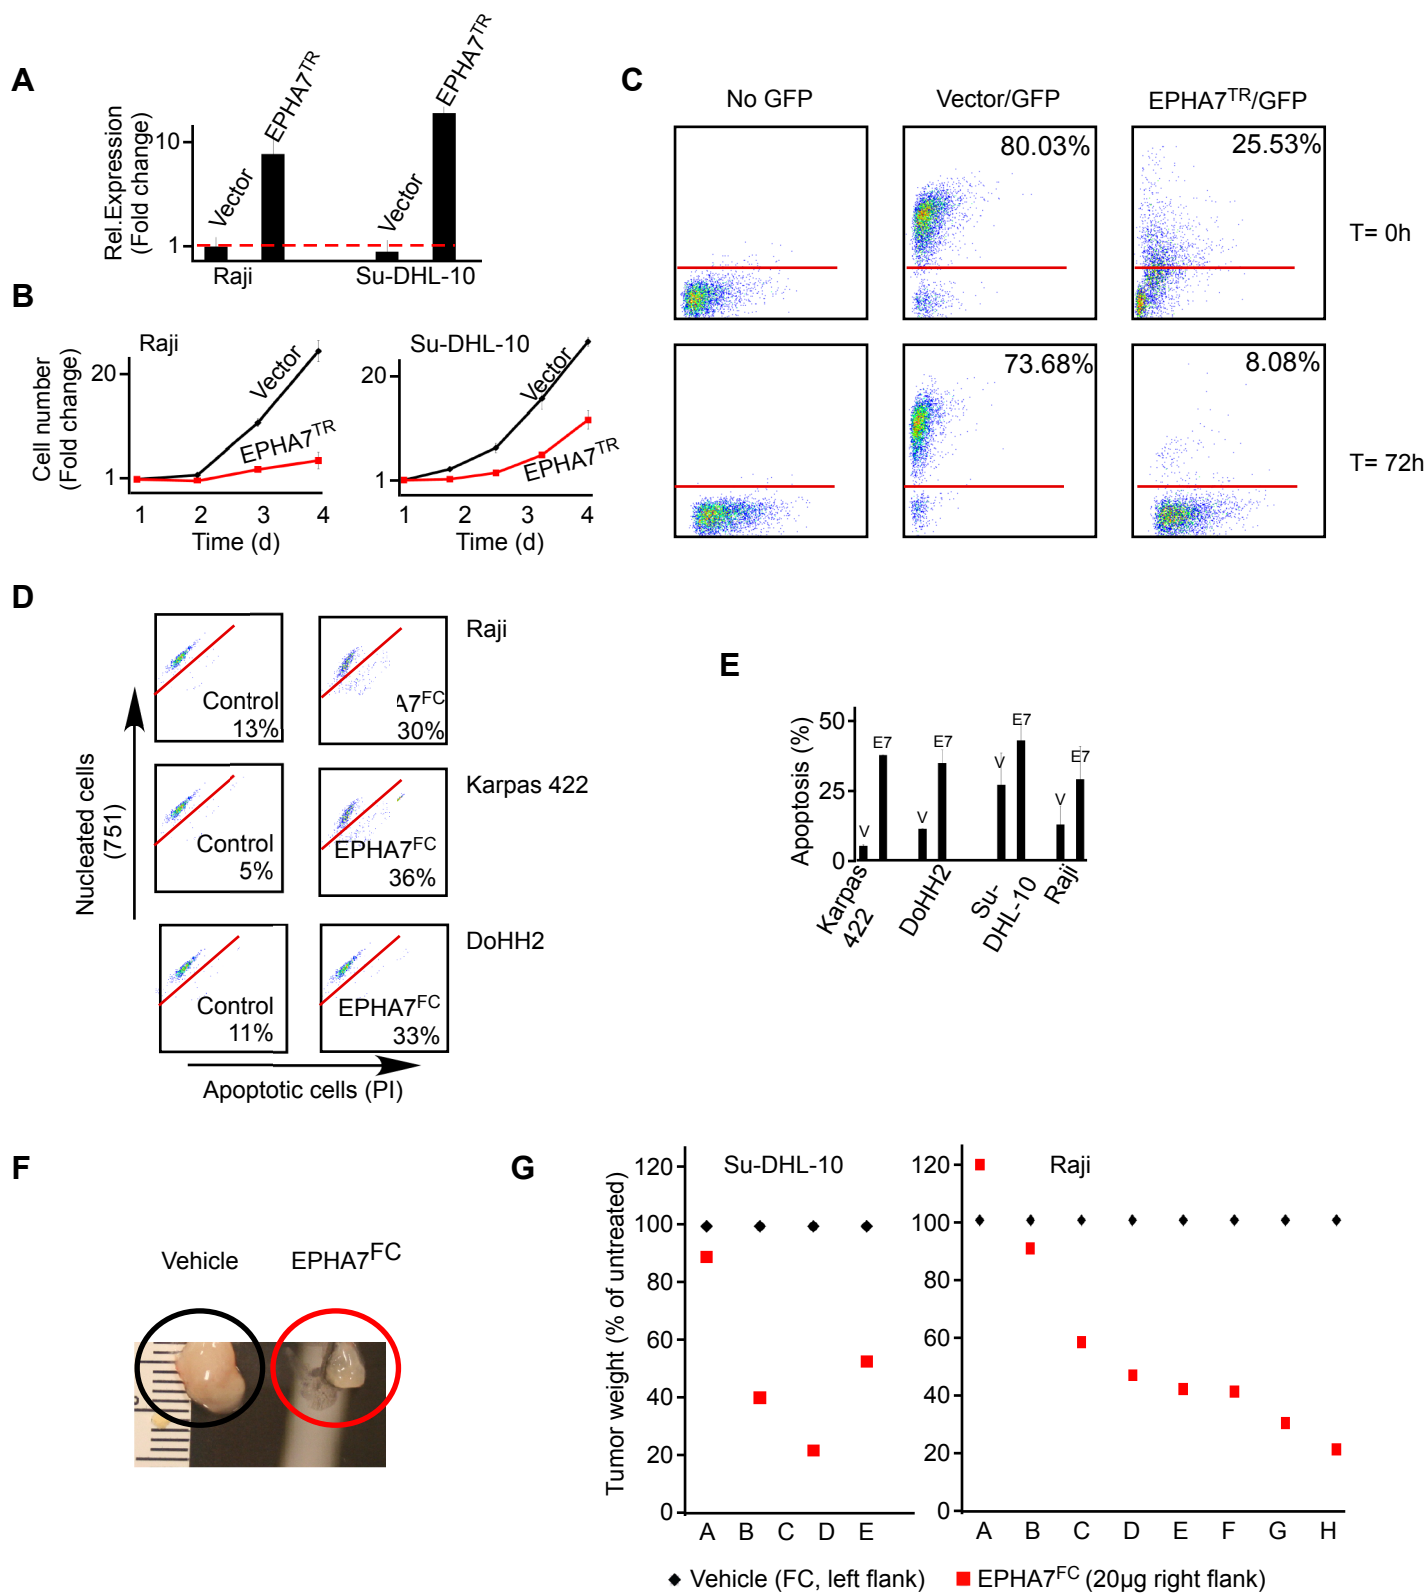 A
Rel.Expression
(Fold change)
10
1
Vector
EPHA7TR
Vector
EPHA7TR
Raji
Su-DHL-10
B
Cell number
(Fold change)
Raji
20
1
Vector
EPHA7TR
1 2 3 4
Time (d)
Su-DHL-10
20
1
Vector
EPHA7TR
1 2 3 4
Time (d)
C
No GFP
Vector/GFP
EPHA7TR/GFP
80.03%
25.53%
T= 0h
73.68%
8.08%
T= 72h
D
Nucleated cells
(751)
Control
13%
A7FC
30%
Raji
Control
5%
EPHA7FC
36%
Karpas 422
Control
11%
EPHA7FC
33%
DoHH2
Apoptotic cells (PI)
E
Apoptosis (%)
50
25
0
V
E7
V
E7
V
E7
V
E7
Karpas
422
DoHH2
Su-
DHL-10
Raji
F
Vehicle
EPHA7FC
G
Tumor weight (% of untreated)
Su-DHL-10
120
100
80
60
40
20
0
A B C D E
Raji
120
100
80
60
40
20
0
A B C D E F G H
Vehicle (FC, left flank)
EPHA7FC (20µg right flank)